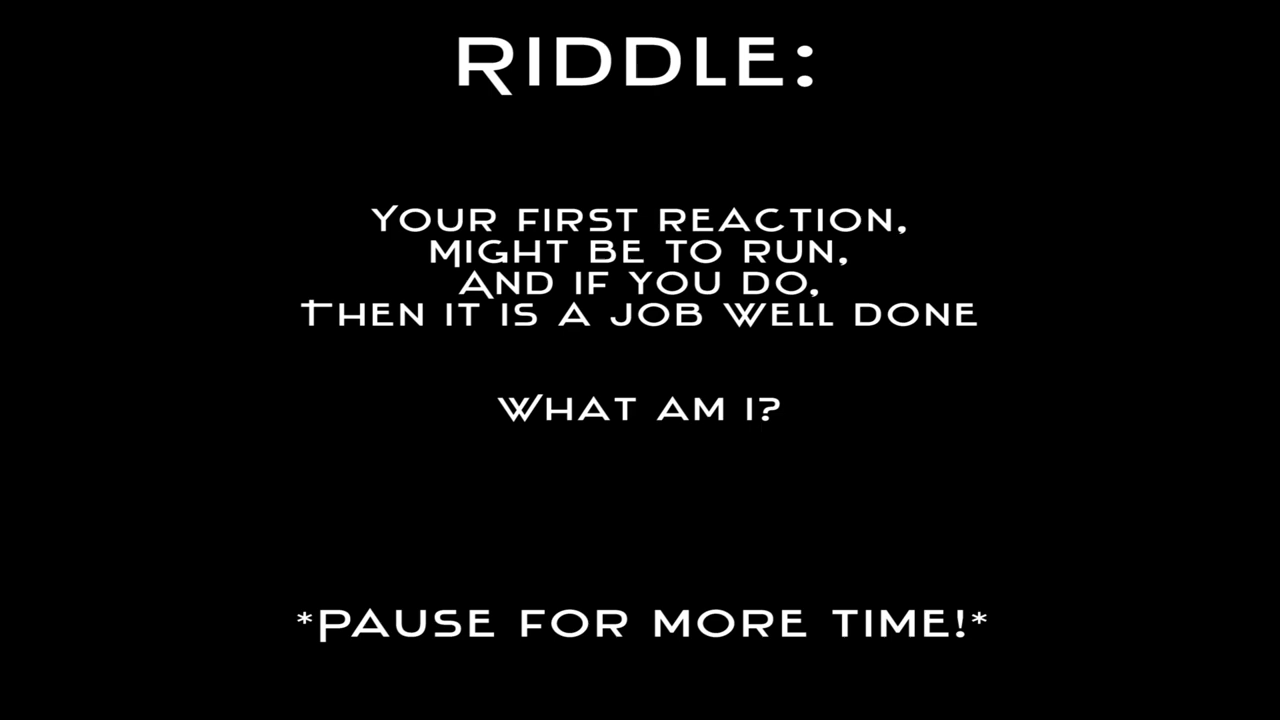 RIDDLE:
YOUR FIRST REACTION,
MIGHT BE TO RUN,
AND IF YOU DO,
THEN IT IS A JOB WELL DONE
WHAT AM I?
*PAUSE FOR MORE TIME!*